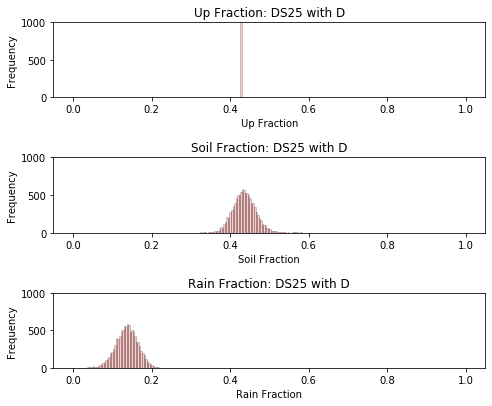 Up Fraction: DS25 with D
1000
500
0
Frequency
0.0 0.2 0.4 0.6 0.8 1.0
Up Fraction
Soil Fraction: DS25 with D
1000
500
0
Frequency
0.0 0.2 0.4 0.6 0.8 1.0
Soil Fraction
Rain Fraction: DS25 with D
1000
500
0
Frequency
0.0 0.2 0.4 0.6 0.8 1.0
Rain Fraction